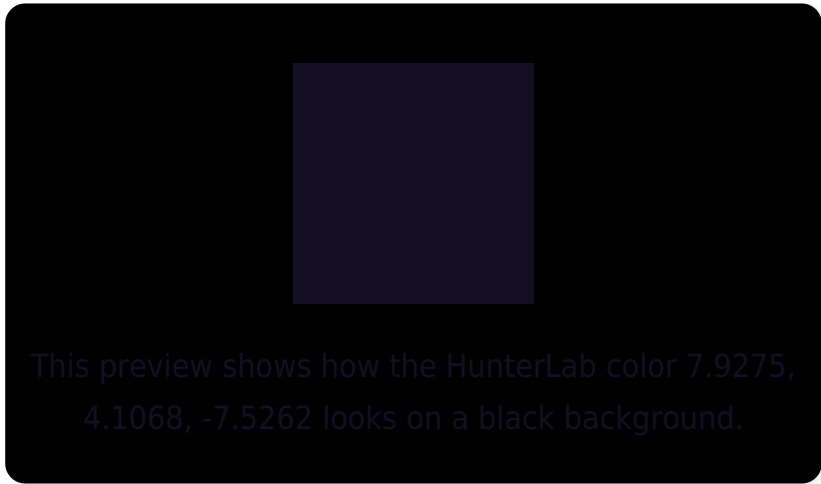 This preview shows how the HunterLab color 7.9275,
4.1068, -7.5262 looks on a black background.